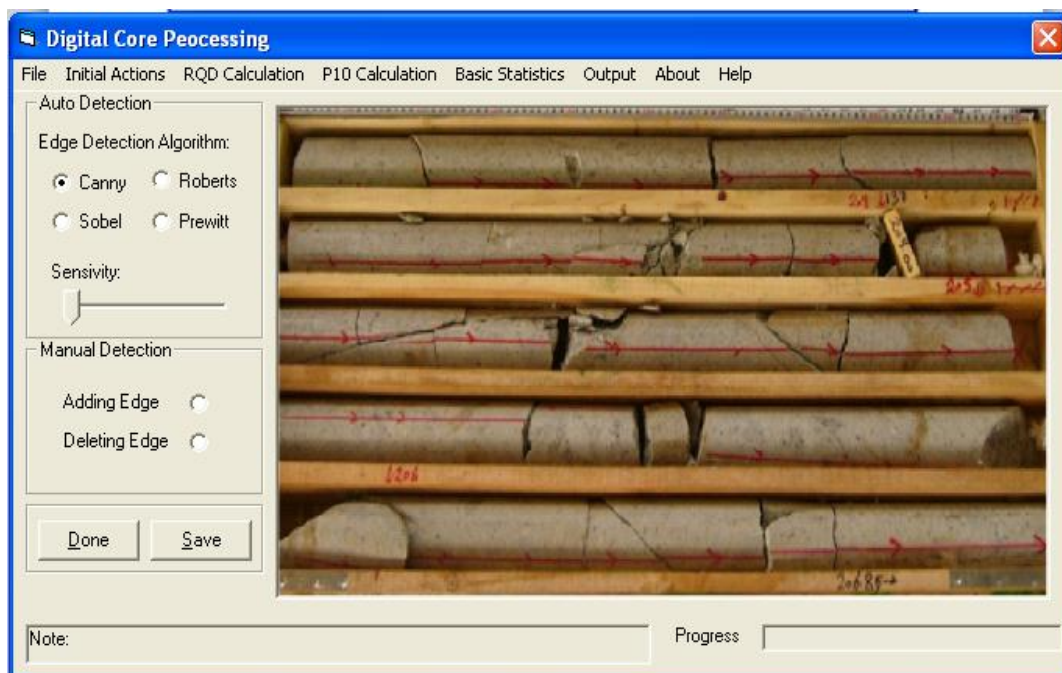 Digital Core Peocessing
File Initial Actions RQD Calculation P10 Calculation Basic Statistics Output About Help
Auto Detection
Edge Detection Algorithm:
Canny Roberts
Sobel Prewitt
Sensivity:
Manual Detection
Adding Edge
Deleting Edge
Done Save
Note:
Progress